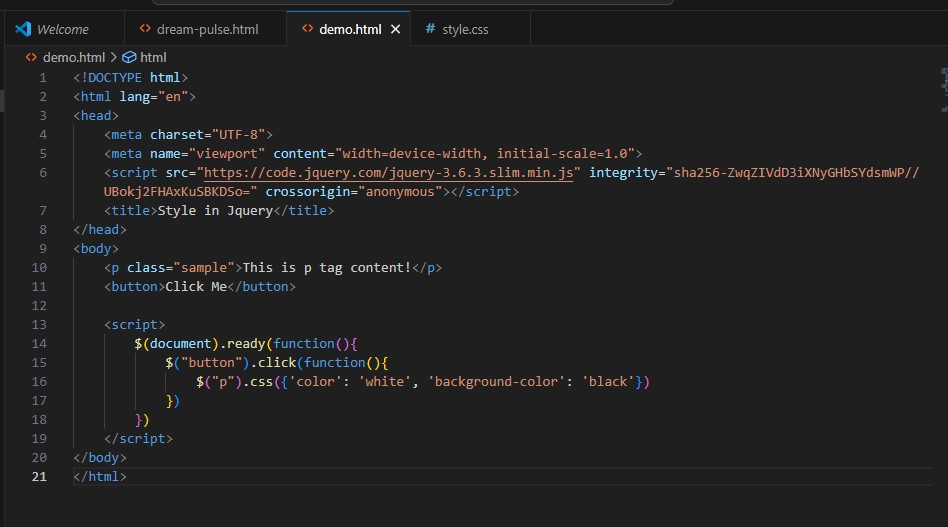 Welcome dream-pulse.html demo.html style.css
demo.html > html
1 <!DOCTYPE html>
2 <html lang="en">
3 <head>
4 <meta charset="UTF-8">
5 <meta name="viewport" content="width=device-width, initial-scale=1.0">
6 <script src="https://code.jquery.com/jquery-3.6.3.slim.min.js" integrity="sha256-ZwqZIVdD3iXNyGHbSYdsmWP//
UBokj2FHAxKuSBKDSo=" crossorigin="anonymous"></script>
7 <title>Style in Jquery</title>
8 </head>
9 <body>
10 <p class="sample">This is p tag content!</p>
11 <button>Click Me</button>
12
13 <script>
14 $(document).ready(function(){
15 $("button").click(function(){
16 $("p").css({'color': 'white', 'background-color': 'black'})
17 })
18 })
19 </script>
20 </body>
21 </html>